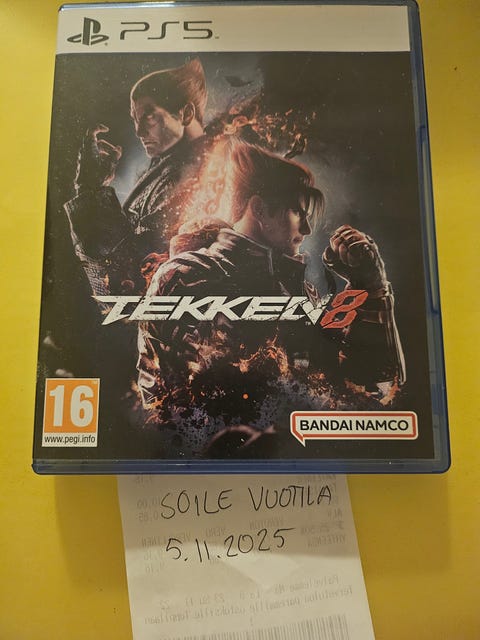 PS5
TEKKEN 8
16
www.pegi.info
BANDAI NAMCO
SOILE VUOTILA
5.11.2025